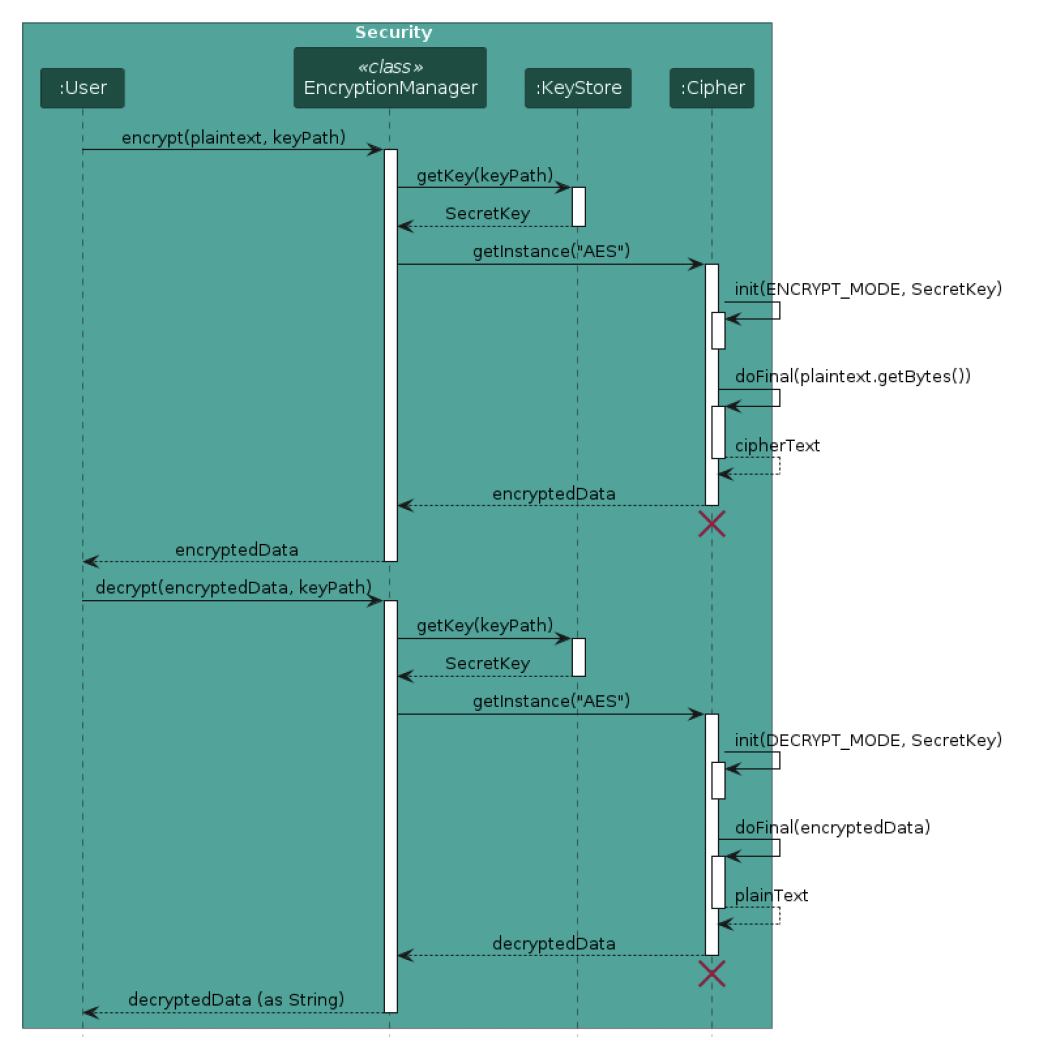 Security
:User
«class»
EncryptionManager
:KeyStore
:Cipher
encrypt(plaintext, keyPath)
getKey(keyPath)
SecretKey
getInstance("AES")
init(ENCRYPT_MODE, SecretKey)
doFinal(plaintext.getBytes())
cipherText
encryptedData
encryptedData
decrypt(encryptedData, keyPath)
getKey(keyPath)
SecretKey
getInstance("AES")
init(DECRYPT_MODE, SecretKey)
doFinal(encryptedData)
plainText
decryptedData
decryptedData (as String)